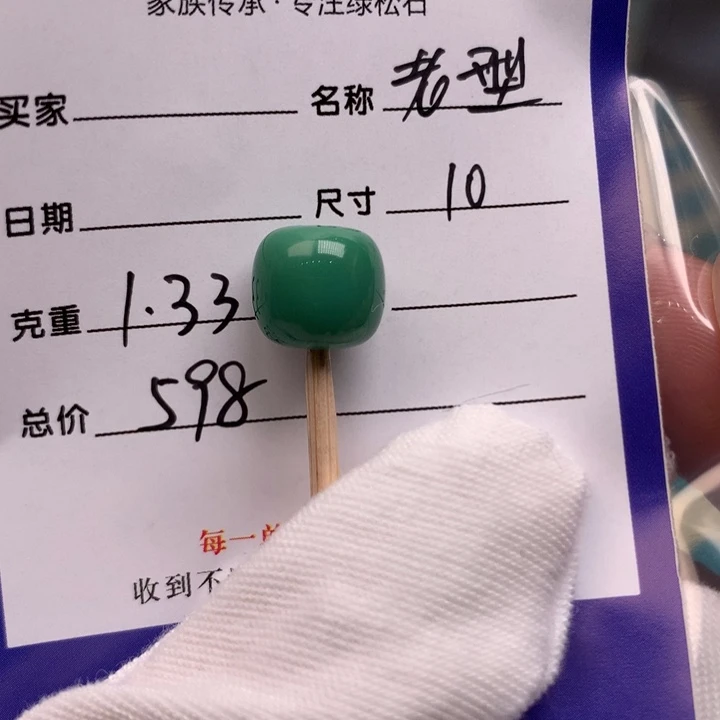 家族传承·专注绿松石
买家 名称 老型
日期 尺寸 10
克重 1.33
总价 598
每一
收到不